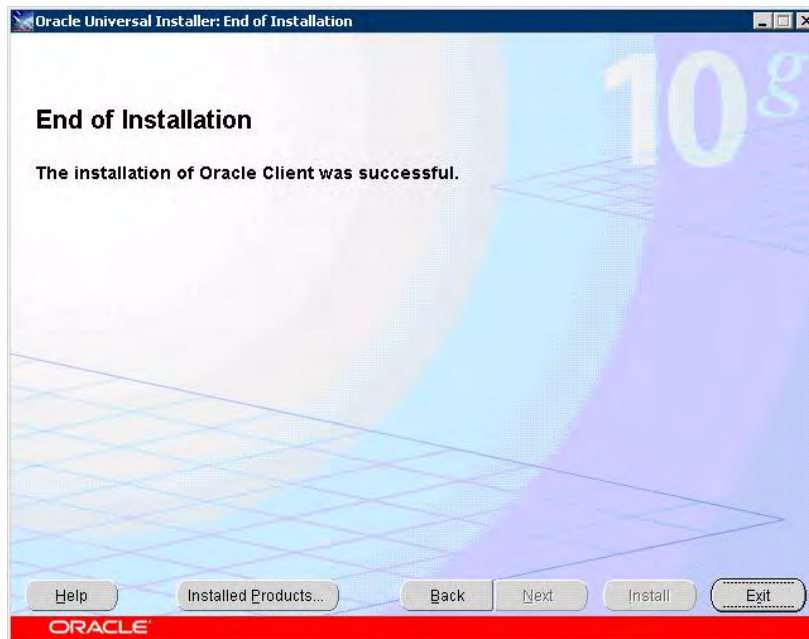 Oracle Universal Installer: End of Installation
10g
End of Installation
The installation of Oracle Client was successful.
Help Installed Products... Back Next Install Exit
ORACLE